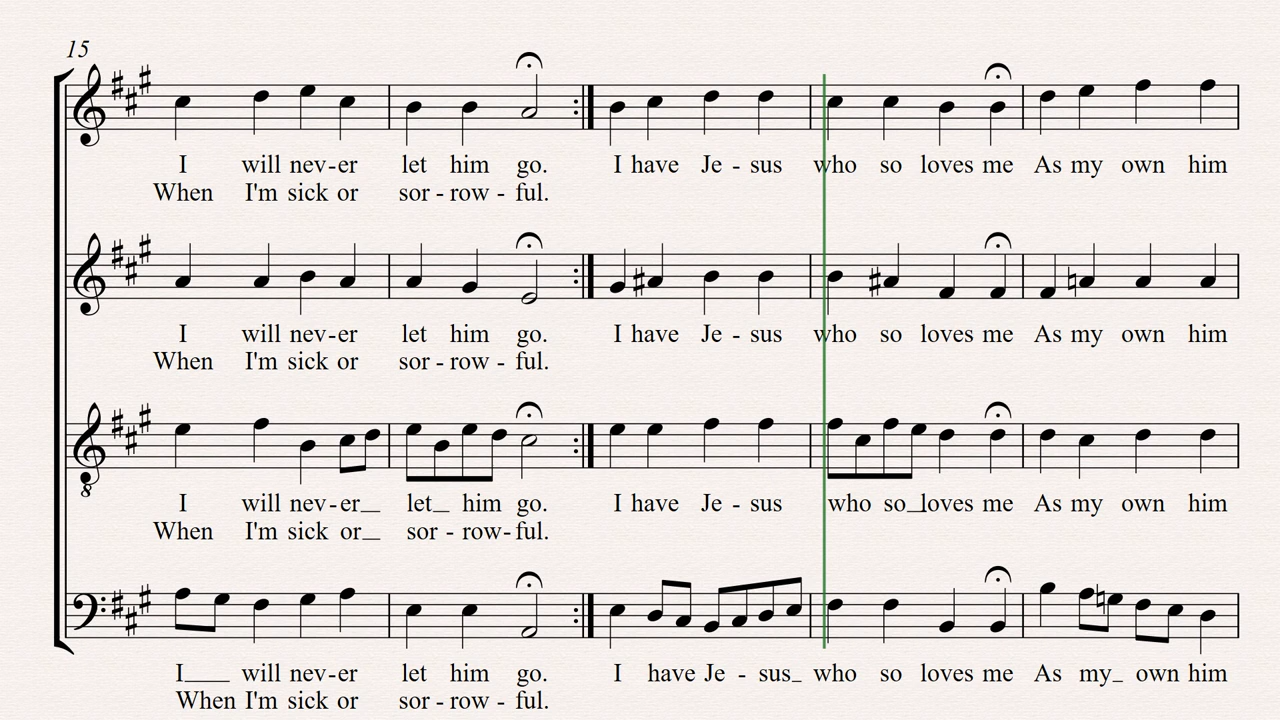 15
I will nev-er let him go. I have Je - sus who so loves me As my own him
When I'm sick or sor - row - ful.
I will nev-er let him go. I have Je - sus who so loves me As my own him
When I'm sick or sor - row - ful.
8
I will nev-er_ let_ him go. I have Je - sus who so_loves me As my own him
When I'm sick or_ sor - row-ful.
I___ will nev-er let him go. I have Je - sus_ who so loves me As my_ own him
When I'm sick or sor - row - ful.